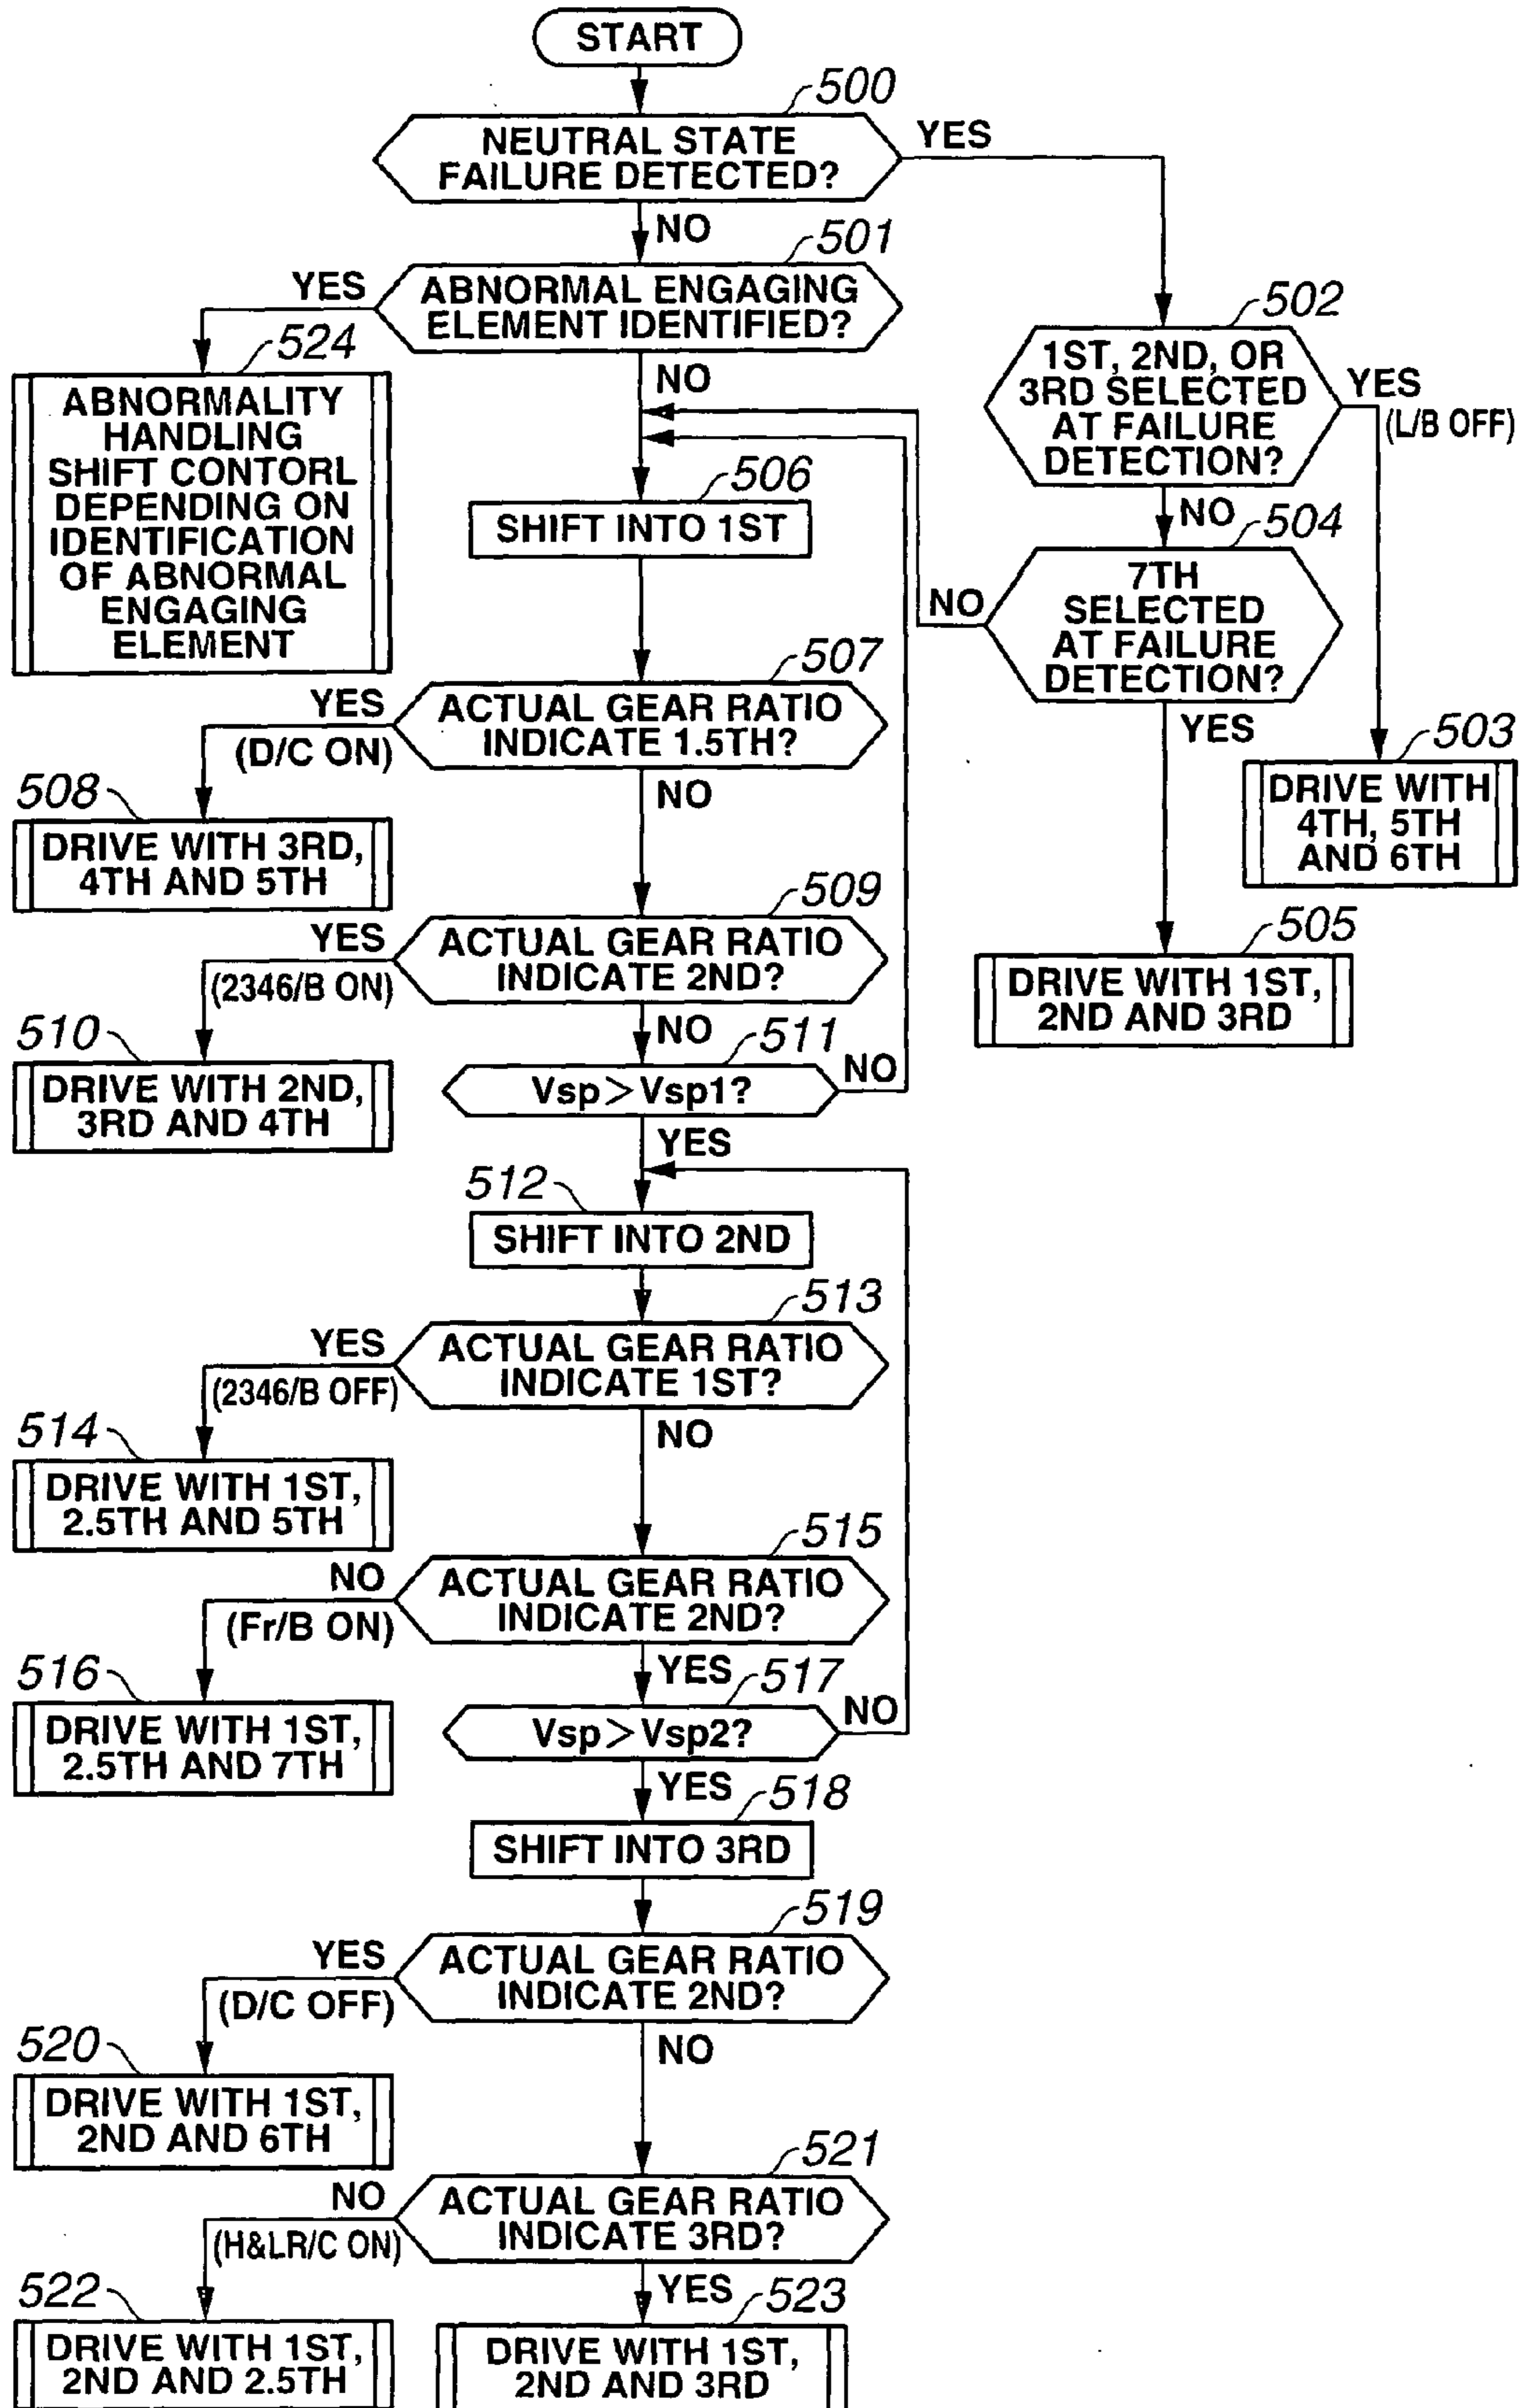 START
500
NEUTRAL STATE
FAILURE DETECTED?
YES
NO
501
ABNORMAL ENGAGING
ELEMENT IDENTIFIED?
YES
NO
524
ABNORMALITY
HANDLING
SHIFT CONTORL
DEPENDING ON
IDENTIFICATION
OF ABNORMAL
ENGAGING
ELEMENT
502
1ST, 2ND, OR
3RD SELECTED
AT FAILURE
DETECTION?
YES
(L/B OFF)
NO
504
7TH
SELECTED
AT FAILURE
DETECTION?
NO
YES
503
DRIVE WITH
4TH, 5TH
AND 6TH
505
DRIVE WITH 1ST,
2ND AND 3RD
506
SHIFT INTO 1ST
507
ACTUAL GEAR RATIO
INDICATE 1.5TH?
YES
(D/C ON)
NO
508
DRIVE WITH 3RD,
4TH AND 5TH
509
ACTUAL GEAR RATIO
INDICATE 2ND?
YES
(2346/B ON)
NO
510
DRIVE WITH 2ND,
3RD AND 4TH
511
Vsp>Vsp1?
NO
YES
512
SHIFT INTO 2ND
513
ACTUAL GEAR RATIO
INDICATE 1ST?
YES
(2346/B OFF)
NO
514
DRIVE WITH 1ST,
2.5TH AND 5TH
515
ACTUAL GEAR RATIO
INDICATE 2ND?
NO
(Fr/B ON)
YES
516
DRIVE WITH 1ST,
2.5TH AND 7TH
517
Vsp>Vsp2?
NO
YES
518
SHIFT INTO 3RD
519
ACTUAL GEAR RATIO
INDICATE 2ND?
YES
(D/C OFF)
NO
520
DRIVE WITH 1ST,
2ND AND 6TH
521
ACTUAL GEAR RATIO
INDICATE 3RD?
NO
(H&LR/C ON)
YES
522
DRIVE WITH 1ST,
2ND AND 2.5TH
523
DRIVE WITH 1ST,
2ND AND 3RD